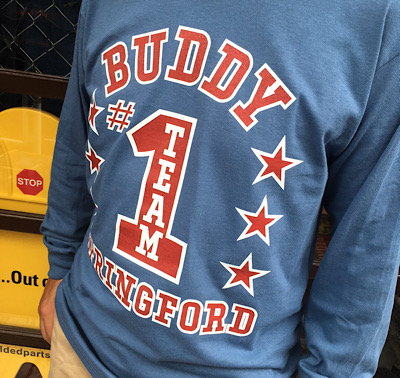 BUDDY
#1
TEAM
RINGFORD
STOP
...Out
ldedparts